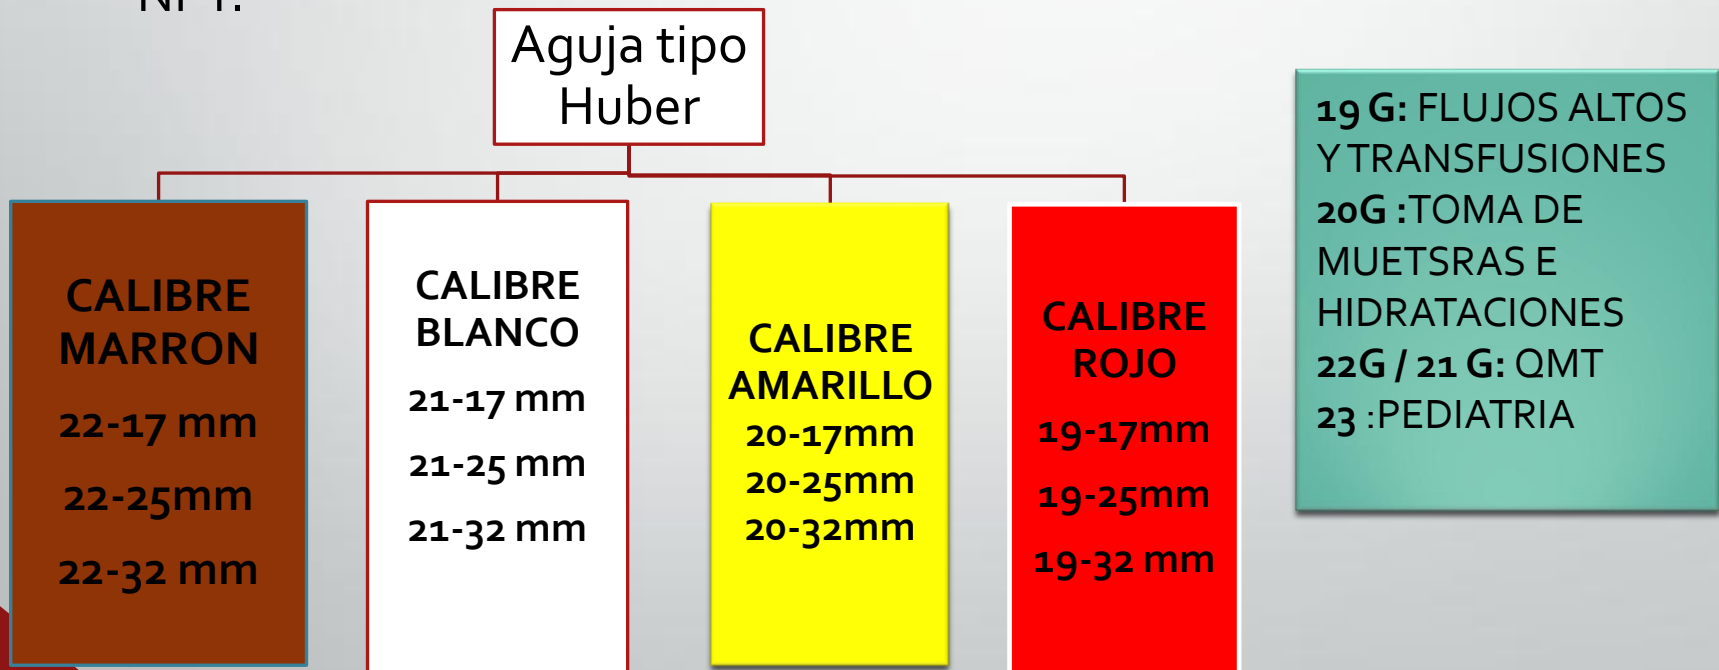 NPT.
Aguja tipo
Huber
CALIBRE
MARRON
22-17 mm
22-25mm
22-32 mm
CALIBRE
BLANCO
21-17 mm
21-25 mm
21-32 mm
CALIBRE
AMARILLO
20-17mm
20-25mm
20-32mm
CALIBRE
ROJO
19-17mm
19-25mm
19-32 mm
19 G: FLUJOS ALTOS
Y TRANSFUSIONES
20G :TOMA DE
MUETSRAS E
HIDRATACIONES
22G / 21 G: QMT
23 :PEDIATRIA